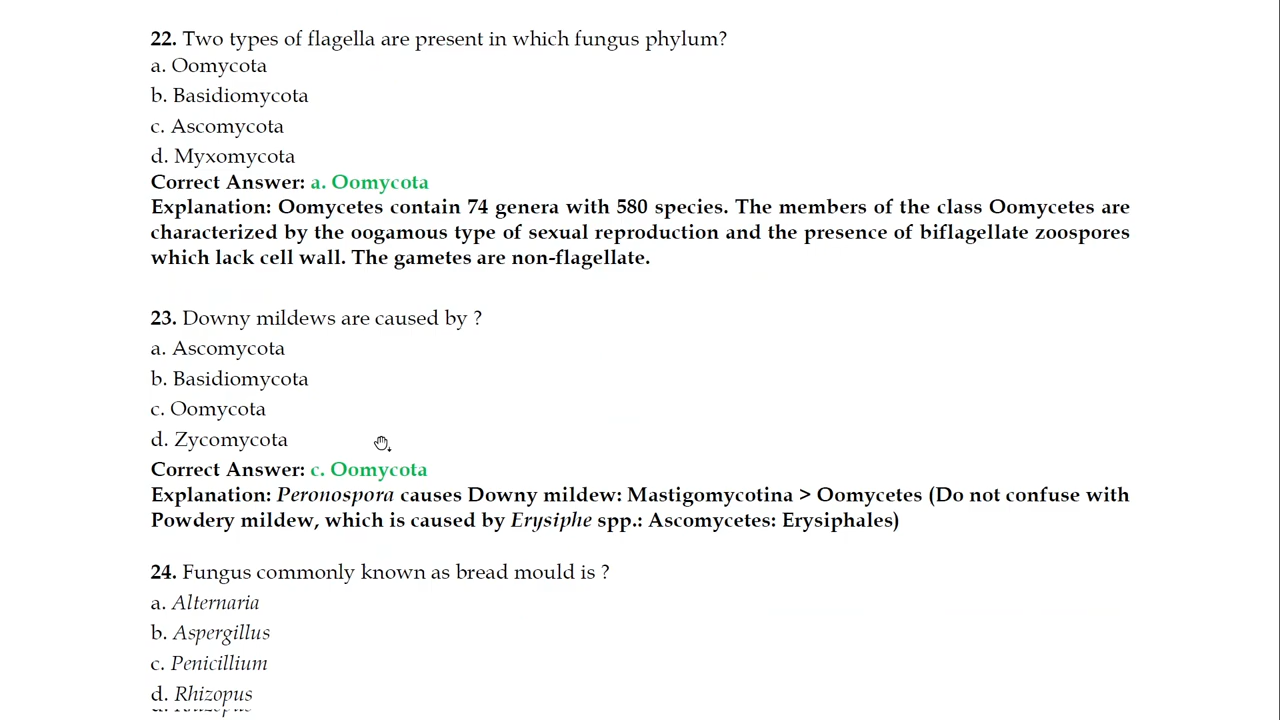 22. Two types of flagella are present in which fungus phylum?
a. Oomycota
b. Basidiomycota
c. Ascomycota
d. Myxomycota
Correct Answer: a. Oomycota
Explanation: Oomycetes contain 74 genera with 580 species. The members of the class Oomycetes are
characterized by the oogamous type of sexual reproduction and the presence of biflagellate zoospores
which lack cell wall. The gametes are non-flagellate.
23. Downy mildews are caused by ?
a. Ascomycota
b. Basidiomycota
c. Oomycota
d. Zycomycota
Correct Answer: c. Oomycota
Explanation: Peronospora causes Downy mildew: Mastigomycotina > Oomycetes (Do not confuse with
Powdery mildew, which is caused by Erysiphe spp.: Ascomycetes: Erysiphales)
24. Fungus commonly known as bread mould is ?
a. Alternaria
b. Aspergillus
c. Penicillium
d. Rhizopus